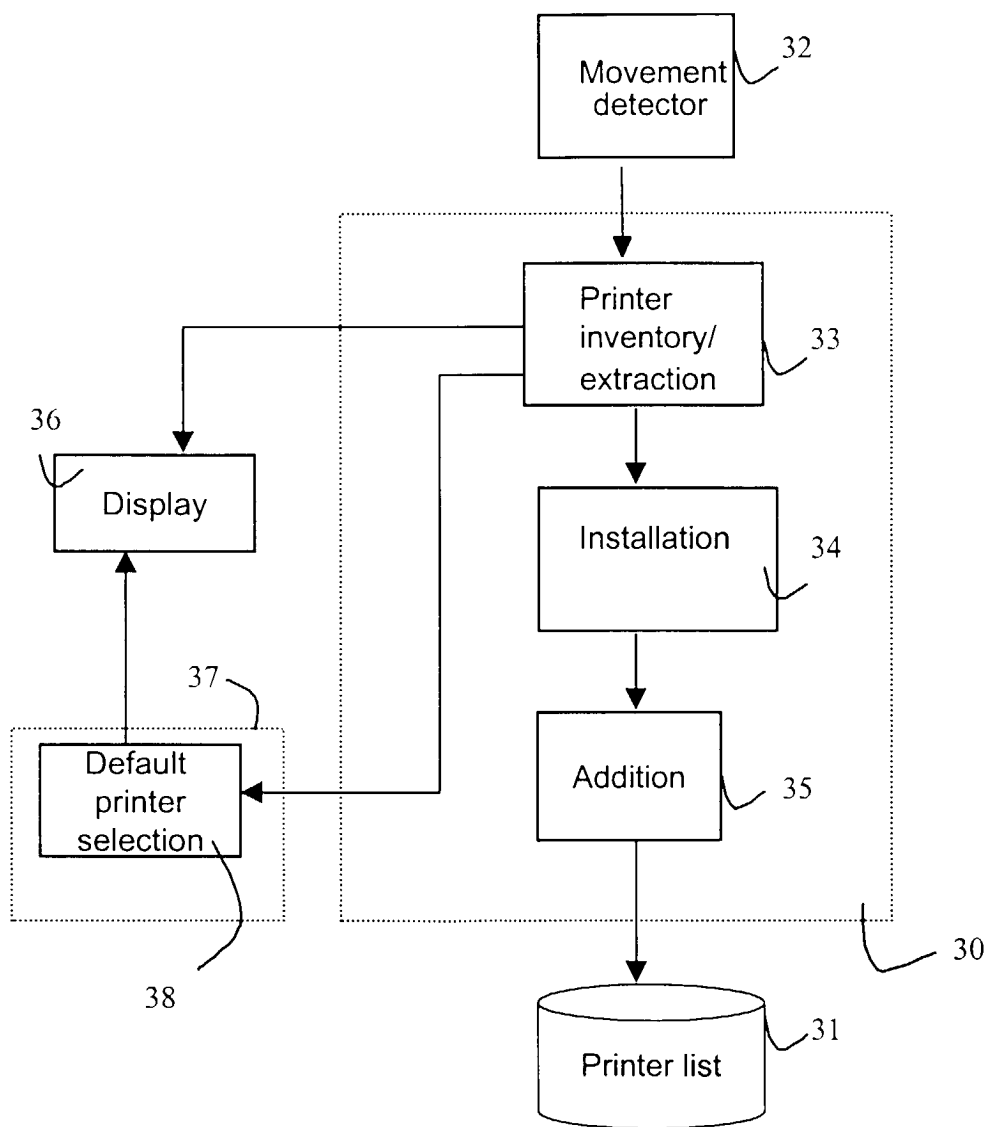 32
Movement
detector
Printer
inventory/
extraction
33
36
Display
Installation
34
37
Default
printer
selection
Addition
35
38
30
31
Printer list